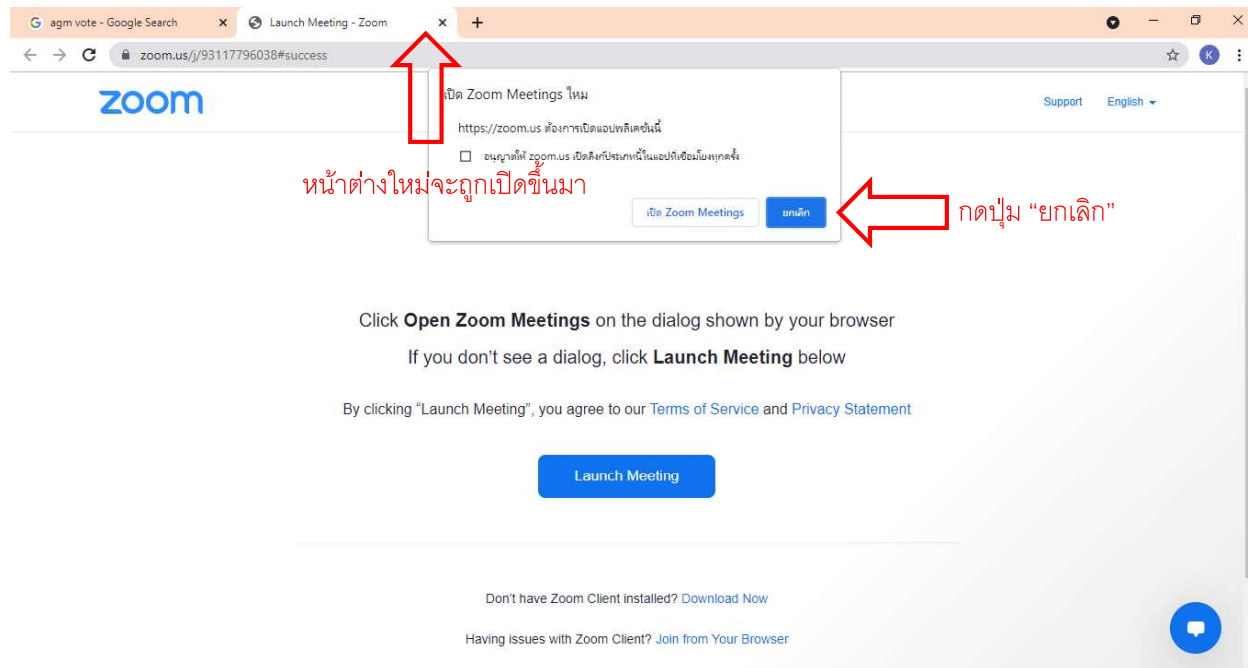 agm vote - Google Search
Launch Meeting - Zoom
zoom.us/j/93117796038#success
K
zoom
Support English
เปิด Zoom Meetings ไหม
https://zoom.us ต้องการเปิดแอปพลิเคชันนี้
อนุญาตให้ zoom.us เปิดลิงก์ประเภทนี้ในแอปที่เชื่อมโยงทุกครั้ง
หน้าต่างใหม่จะถูกเปิดขึ้นมา
เปิด Zoom Meetings ยกเลิก
กดปุ่ม “ยกเลิก”
Click Open Zoom Meetings on the dialog shown by your browser
If you don’t see a dialog, click Launch Meeting below
By clicking “Launch Meeting”, you agree to our Terms of Service and Privacy Statement
Launch Meeting
Don’t have Zoom Client installed? Download Now
Having issues with Zoom Client? Join from Your Browser